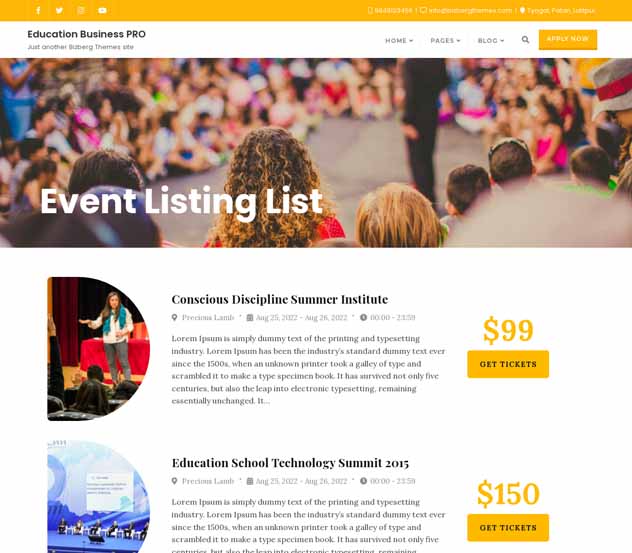 info@bizbergthemes.com
Tyagal, Patan, Lalitpur
Education Business PRO
Just another Bizberg Themes site
HOME
PAGES
BLOG
APPLY NOW
Event Listing List
Conscious Discipline Summer Institute
Precious Lamb
Aug 25, 2022 - Aug 26, 2022
00:00 - 23:59
Lorem Ipsum is simply dummy text of the printing and typesetting
industry. Lorem Ipsum has been the industry's standard dummy text ever
since the 1500s, when an unknown printer took a galley of type and
scrambled it to make a type specimen book. It has survived not only five
centuries, but also the leap into electronic typesetting, remaining
essentially unchanged. It...
$99
GET TICKETS
Education School Technology Summit 2015
Precious Lamb
Aug 25, 2022 - Aug 26, 2022
00:00 - 23:59
Lorem Ipsum is simply dummy text of the printing and typesetting
industry. Lorem Ipsum has been the industry's standard dummy text ever
since the 1500s, when an unknown printer took a galley of type and
scrambled it to make a type specimen book. It has survived not only five
centuries, but also the leap into electronic typesetting, remaining
$150
GET TICKETS